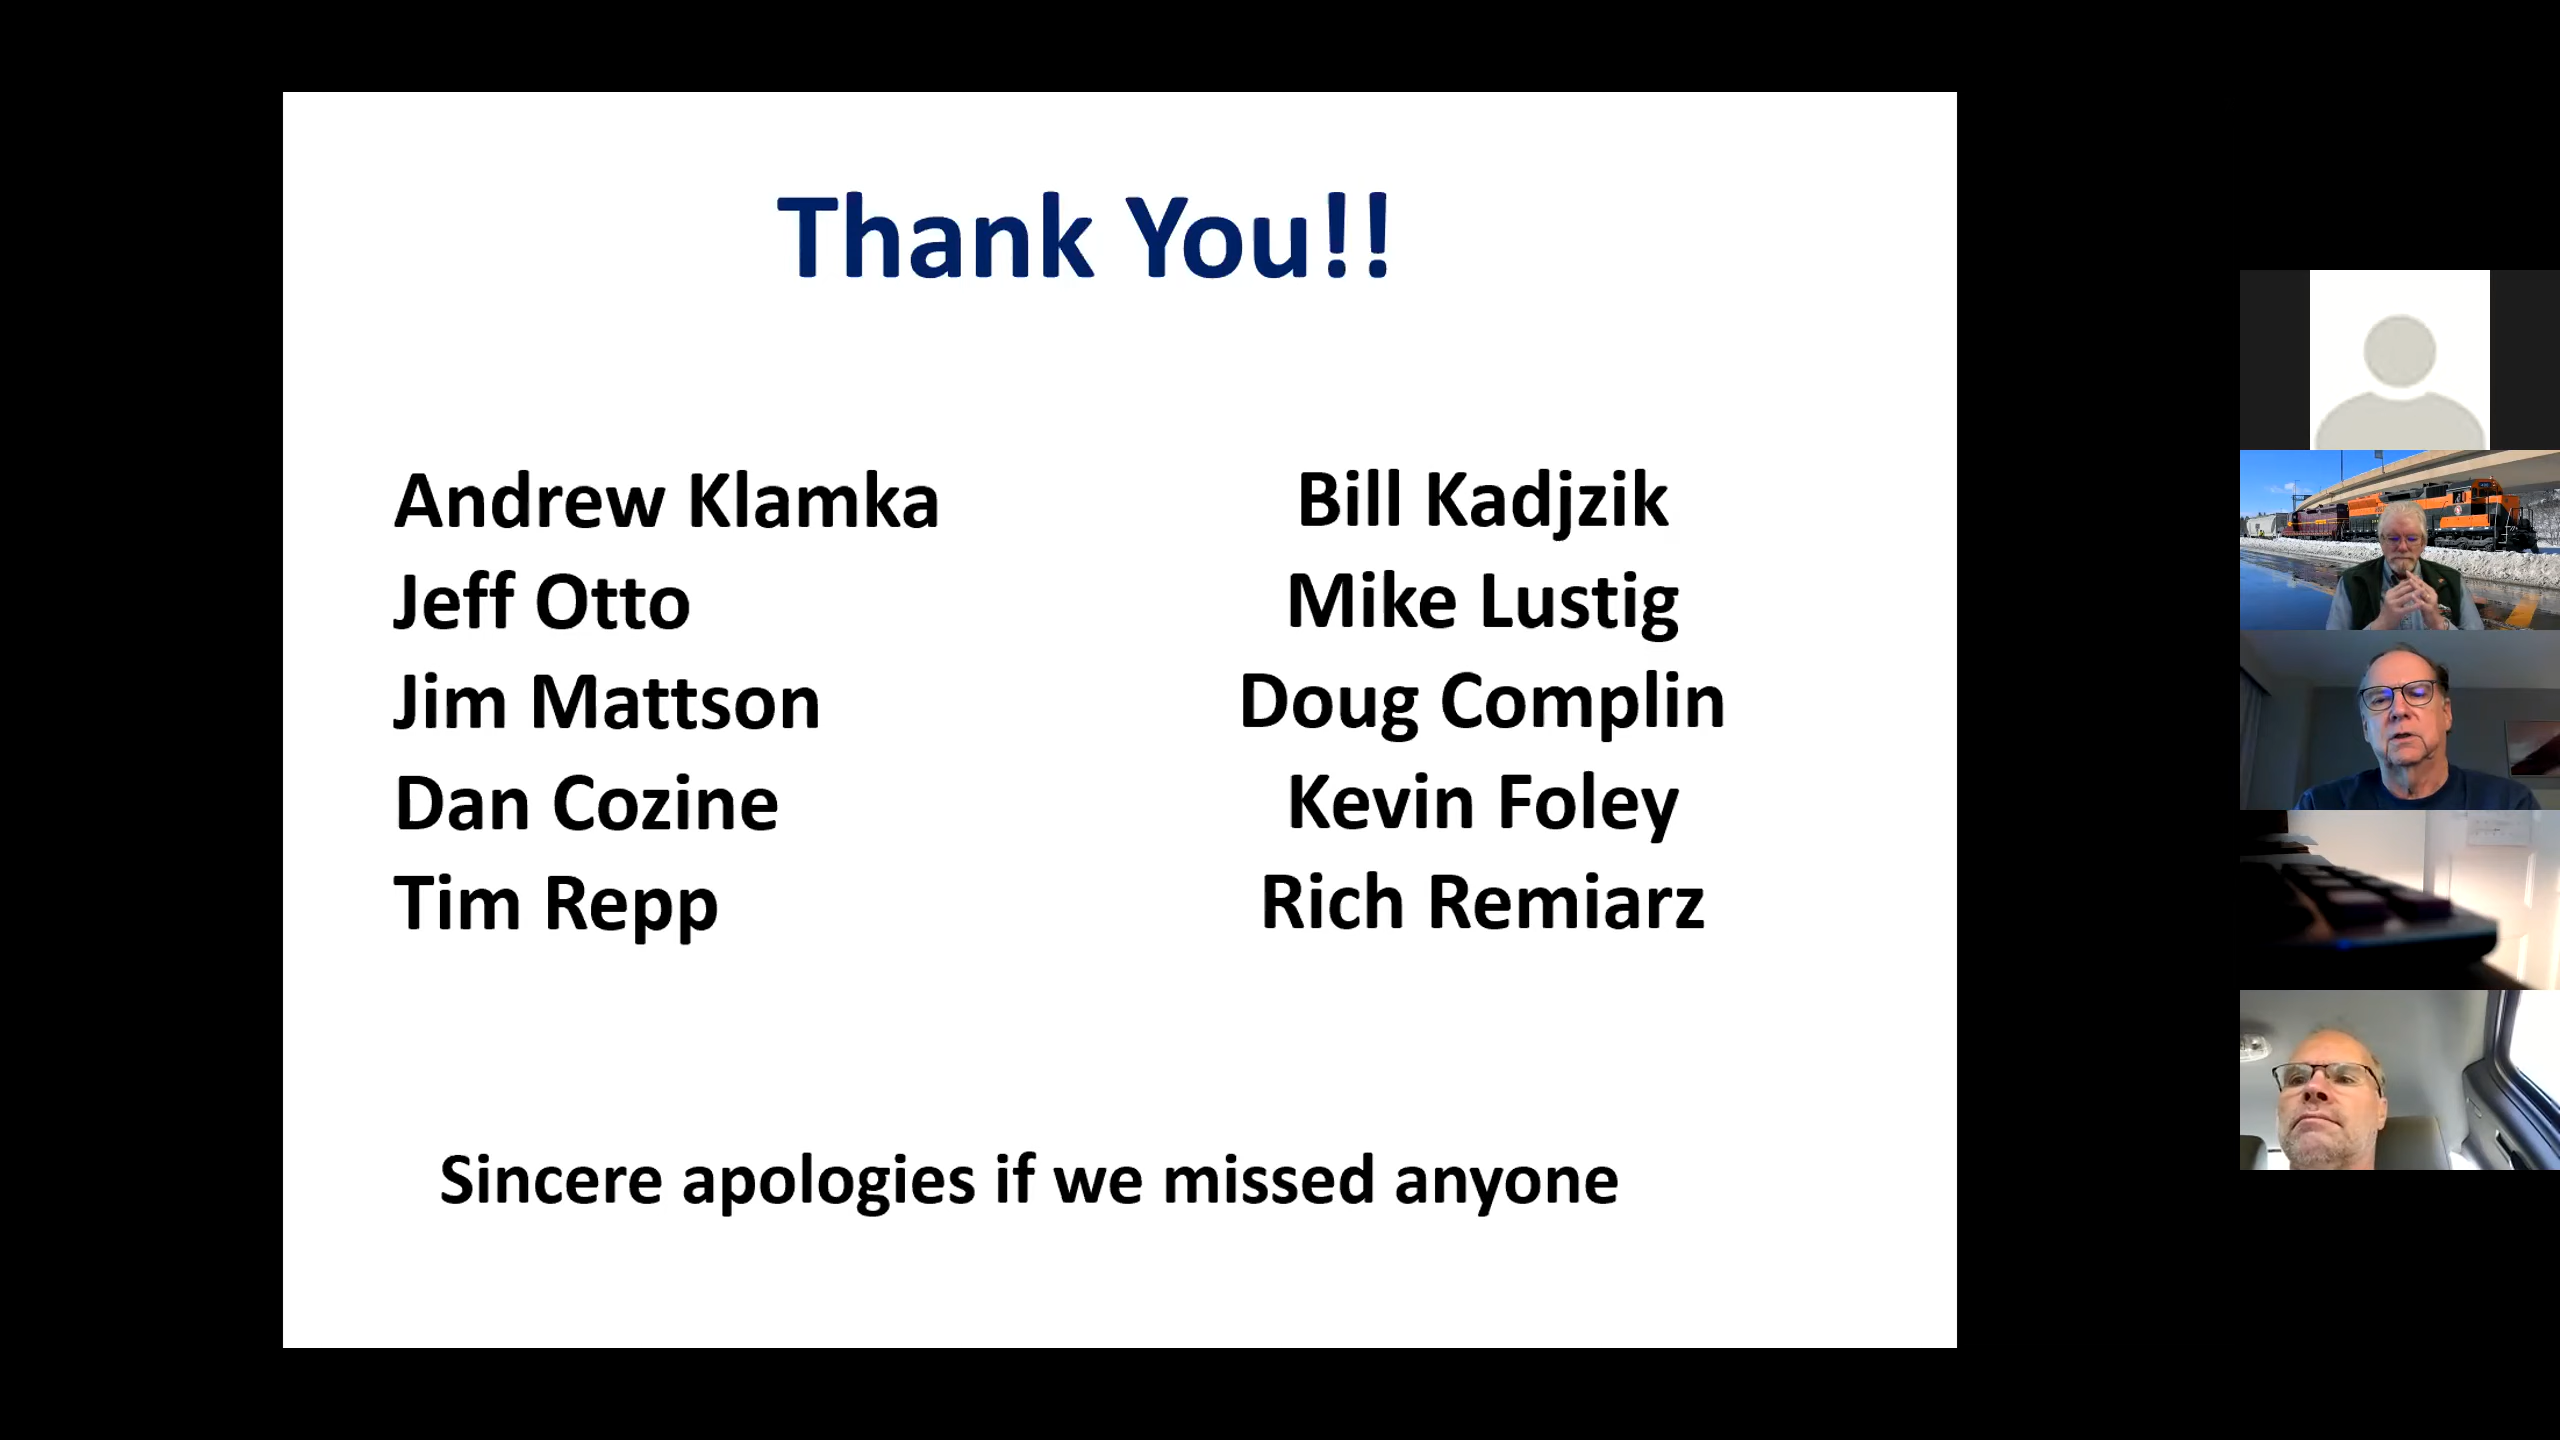 Thank You!!
Andrew Klamka
Jeff Otto
Jim Mattson
Dan Cozine
Tim Repp
Bill Kadjzik
Mike Lustig
Doug Complin
Kevin Foley
Rich Remiarz
Sincere apologies if we missed anyone